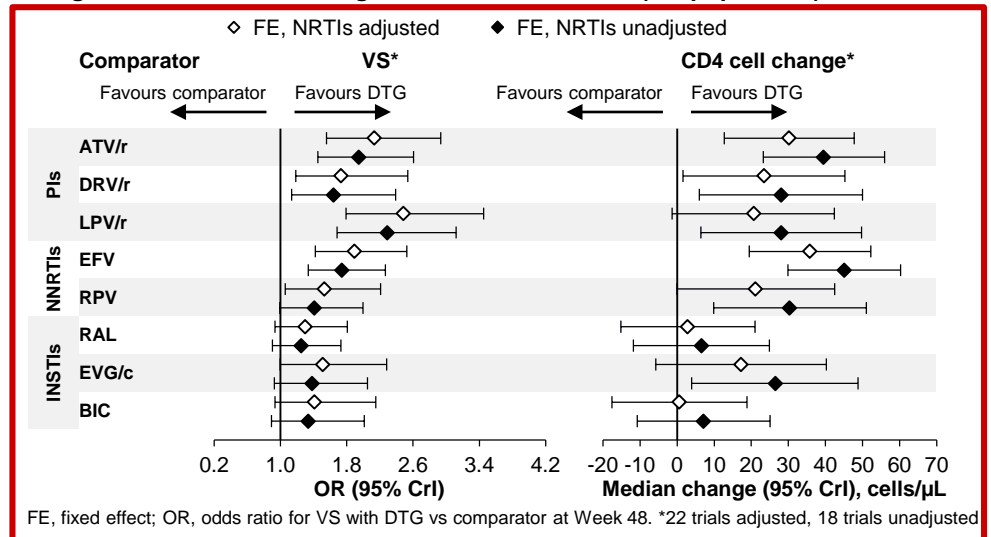 ◇ FE, NRTIs adjusted ◆ FE, NRTIs unadjusted
Comparator VS* CD4 cell change*
Favours comparator Favours DTG Favours comparator Favours DTG
PIs
ATV/r
DRV/r
LPV/r
NNRTIs
EFV
RPV
INSTIs
RAL
EVG/c
BIC
0.2 1.0 1.8 2.6 3.4 4.2 -20 -10 0 10 20 30 40 50 60 70
OR (95% CrI) Median change (95% CrI), cells/µL
FE, fixed effect; OR, odds ratio for VS with DTG vs comparator at Week 48. *22 trials adjusted, 18 trials unadjusted